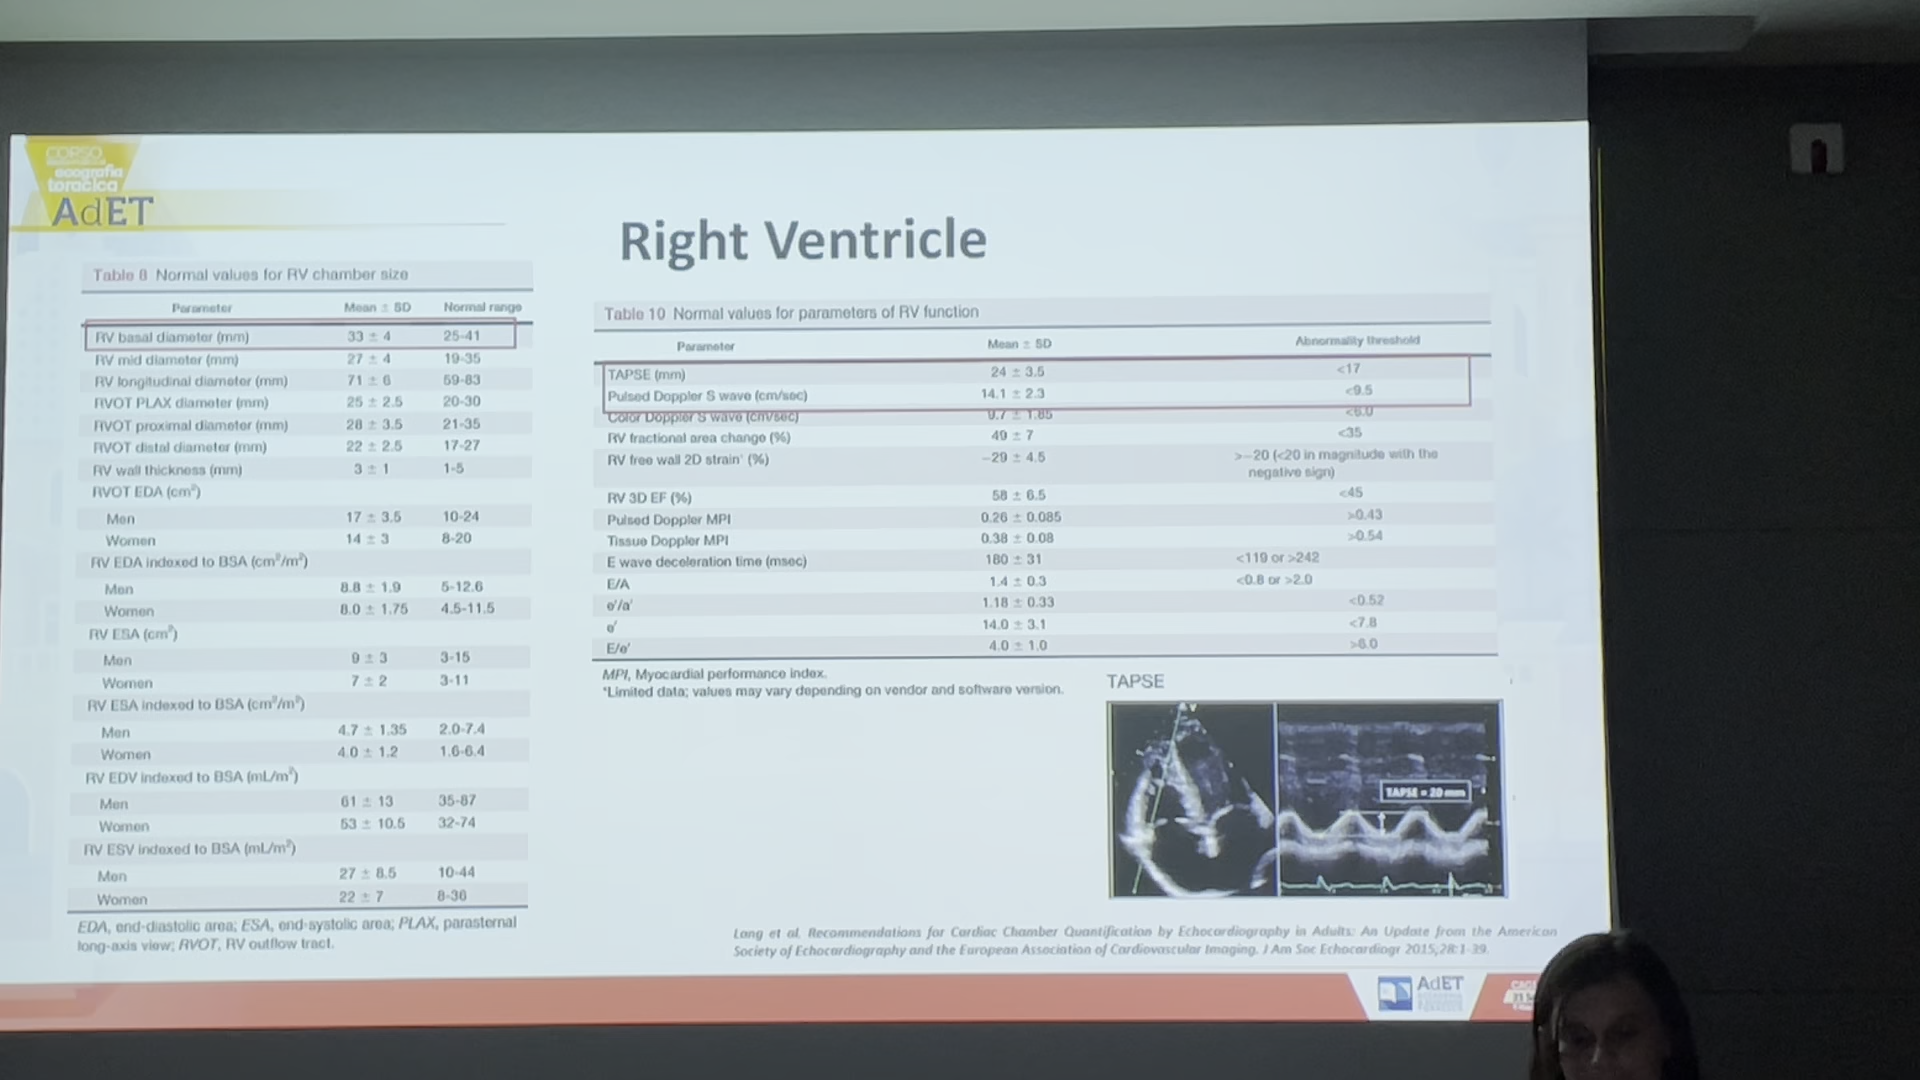 CORSO
ecografia
toracica
AdET
Right Ventricle
Table 8 Normal values for RV chamber size
Parameter Mean ± SD Normal range
RV basal diameter (mm) 33 ± 4 25-41
RV mid diameter (mm) 27 ± 4 19-35
RV longitudinal diameter (mm) 71 ± 6 59-83
RVOT PLAX diameter (mm) 25 ± 2.5 20-30
RVOT proximal diameter (mm) 28 ± 3.5 21-35
RVOT distal diameter (mm) 22 ± 2.5 17-27
RV wall thickness (mm) 3 ± 1 1-5
RVOT EDA (cm²)
Men 17 ± 3.5 10-24
Women 14 ± 3 8-20
RV EDA indexed to BSA (cm²/m²)
Men 8.8 ± 1.9 5-12.6
Women 8.0 ± 1.75 4.5-11.5
RV ESA (cm²)
Men 9 ± 3 3-15
Women 7 ± 2 3-11
RV ESA indexed to BSA (cm²/m²)
Men 4.7 ± 1.35 2.0-7.4
Women 4.0 ± 1.2 1.6-6.4
RV EDV indexed to BSA (mL/m²)
Men 61 ± 13 35-87
Women 53 ± 10.5 32-74
RV ESV indexed to BSA (mL/m²)
Men 27 ± 8.5 10-44
Women 22 ± 7 8-36
EDA, end-diastolic area; ESA, end-systolic area; PLAX, parasternal
long-axis view; RVOT, RV outflow tract.
Table 10 Normal values for parameters of RV function
Parameter Mean ± SD Abnormality threshold
TAPSE (mm) 24 ± 3.5 <17
Pulsed Doppler S wave (cm/sec) 14.1 ± 2.3 <9.5
Color Doppler S wave (cm/sec) 9.7 ± 1.85 <6.0
RV fractional area change (%) 49 ± 7 <35
RV free wall 2D strain* (%) −29 ± 4.5 >−20 (<20 in magnitude with the
negative sign)
RV 3D EF (%) 58 ± 6.5 <45
Pulsed Doppler MPI 0.26 ± 0.085 >0.43
Tissue Doppler MPI 0.38 ± 0.08 >0.54
E wave deceleration time (msec) 180 ± 31 <119 or >242
E/A 1.4 ± 0.3 <0.8 or >2.0
e'/a' 1.18 ± 0.33 <0.52
e' 14.0 ± 3.1 <7.8
E/e' 4.0 ± 1.0 >6.0
MPI, Myocardial performance index.
*Limited data; values may vary depending on vendor and software version.
TAPSE
V
TAPSE = 20 mm
Lang et al. Recommendations for Cardiac Chamber Quantification by Echocardiography in Adults: An Update from the American
Society of Echocardiography and the European Association of Cardiovascular Imaging. J Am Soc Echocardiogr 2015;28:1-39.
AdET